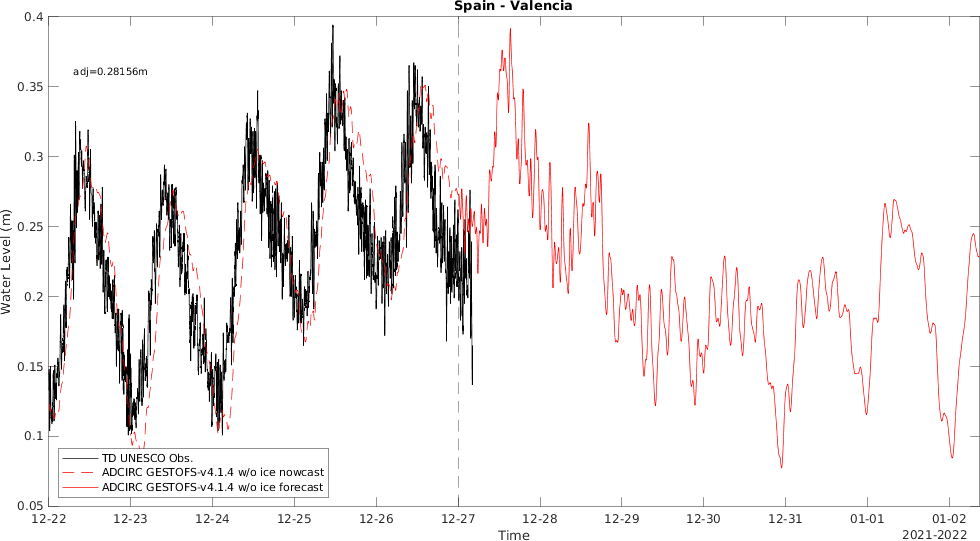 Spain - Valencia
adj=0.28156m
0.4
0.35
0.3
0.25
0.2
0.15
0.1
0.05
Water Level (m)
TD UNESCO Obs.
ADCIRC GESTOFS-v4.1.4 w/o ice nowcast
ADCIRC GESTOFS-v4.1.4 w/o ice forecast
12-22 12-23 12-24 12-25 12-26 12-27 12-28 12-29 12-30 12-31 01-01 01-02
Time
2021-2022